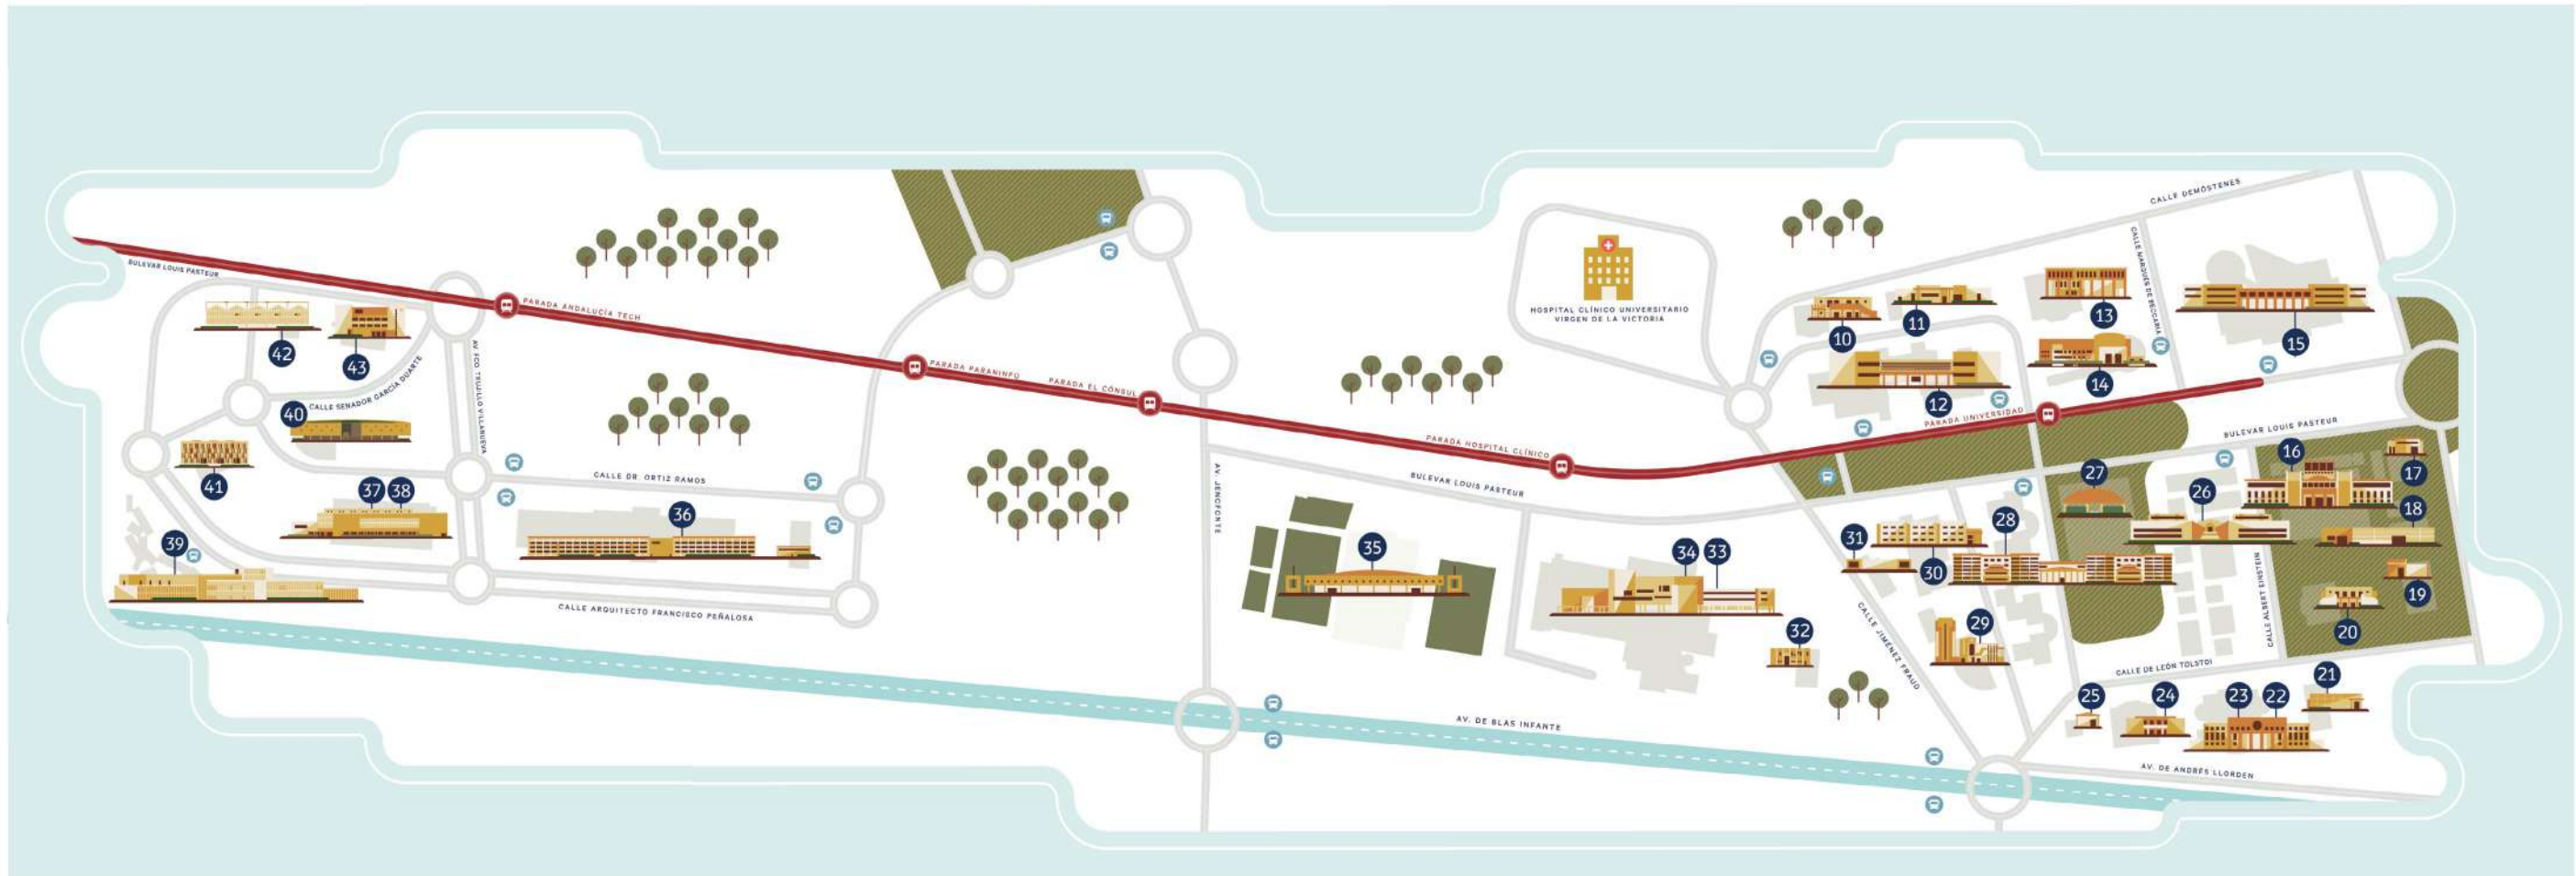 CALLE DEMÓSTENES
CALLE MARQUÉS DE BECCARIA
BULEVAR LOUIS PASTEUR
PARADA ANDALUCÍA TECH
HOSPITAL CLÍNICO UNIVERSITARIO
VIRGEN DE LA VICTORIA
10
11
13
15
42
43
14
12
PARADA PARANINFO
PARADA EL CÓNSUL
PARADA HOSPITAL CLÍNICO
PARADA UNIVERSIDAD
AV. FCO TRUJILLO VILLANUEVA
CALLE SENADOR GARCÍA DUARTE
40
41
BULEVAR LOUIS PASTEUR
16
17
27
26
18
CALLE DR. ORTIZ RAMOS
AV. JENOFONTE
BULEVAR LOUIS PASTEUR
37
38
36
39
35
34
33
31
28
30
19
20
CALLE ALBERT EINSTEIN
CALLE ARQUITECTO FRANCISCO PEÑALOSA
32
29
CALLE JIMÉNEZ FRAUD
CALLE DE LEÓN TOLSTOI
25
24
23
22
21
AV. DE BLAS INFANTE
AV. DE ANDRÉS LLORDEN